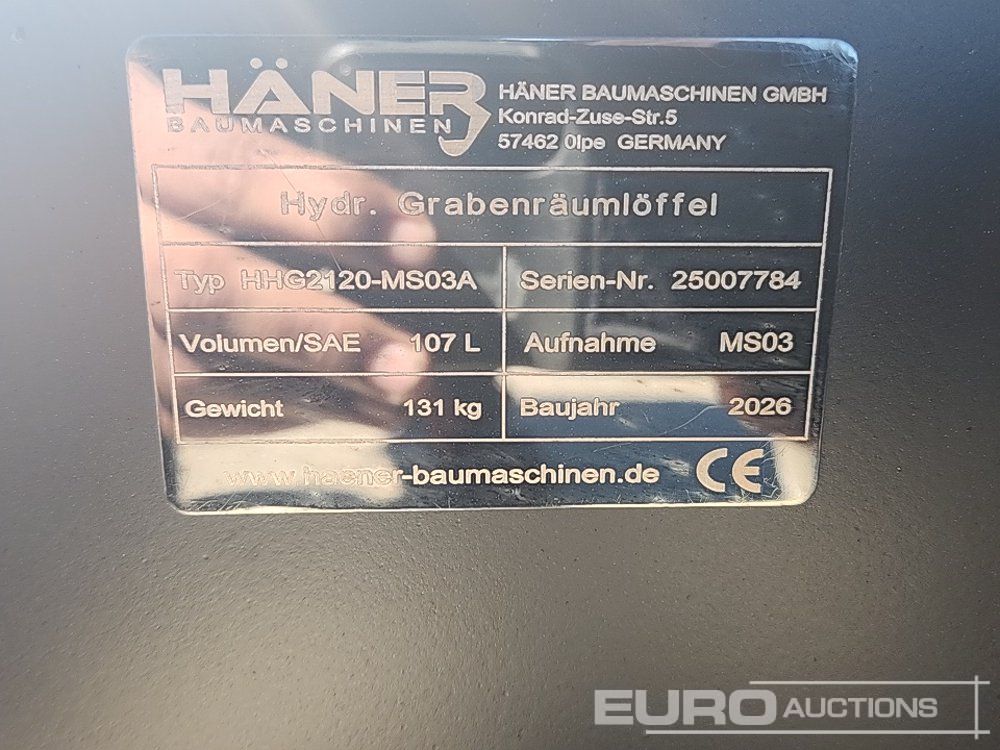 HÄNER
BAUMASCHINEN
HÄNER BAUMASCHINEN GMBH
Konrad-Zuse-Str.5
57462 Olpe GERMANY
Hydr. Grabenräumlöffel
Typ HHG2120-MS03A
Serien-Nr. 25007784
Volumen/SAE 107 L
Aufnahme MS03
Gewicht 131 kg
Baujahr 2026
www.haener-baumaschinen.de
CE
EURO AUCTIONS